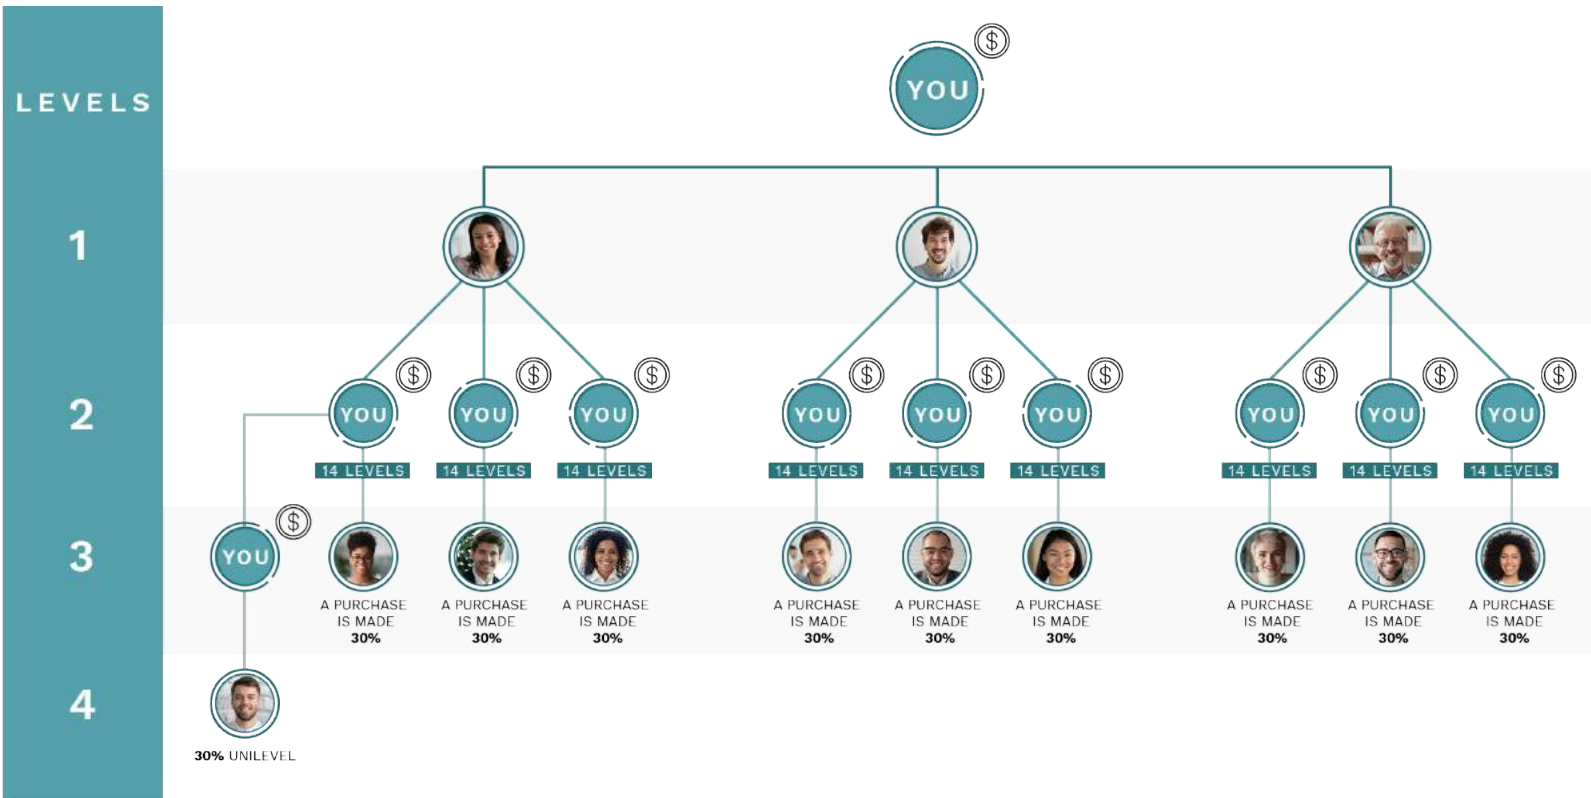 LEVELS
$
YOU
1
2
$ $ $ $ $ $ $ $ $
YOU YOU YOU YOU YOU YOU YOU YOU YOU
14 LEVELS 14 LEVELS 14 LEVELS 14 LEVELS 14 LEVELS 14 LEVELS 14 LEVELS 14 LEVELS 14 LEVELS
3
$
YOU
A PURCHASE A PURCHASE A PURCHASE A PURCHASE A PURCHASE A PURCHASE A PURCHASE A PURCHASE A PURCHASE
IS MADE IS MADE IS MADE IS MADE IS MADE IS MADE IS MADE IS MADE IS MADE
30% 30% 30% 30% 30% 30% 30% 30% 30%
4
30% UNILEVEL